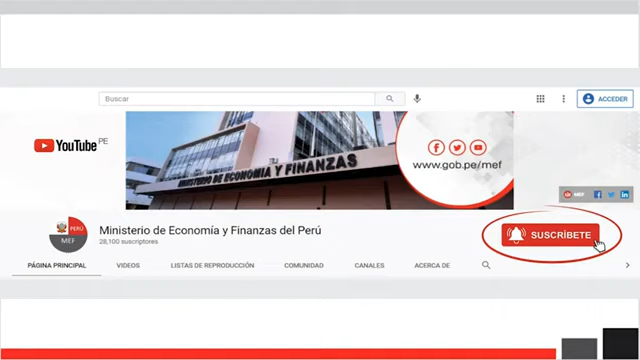 Buscar
ACCEDER
YouTube PE
MINISTERIO DE ECONOMIA Y FINANZAS
www.gob.pe/mef
MEF
PERÚ
MEF
Ministerio de Economía y Finanzas del Perú
28,100 suscriptores
SUSCRÍBETE
PÁGINA PRINCIPAL VIDEOS LISTAS DE REPRODUCCIÓN COMUNIDAD CANALES ACERCA DE